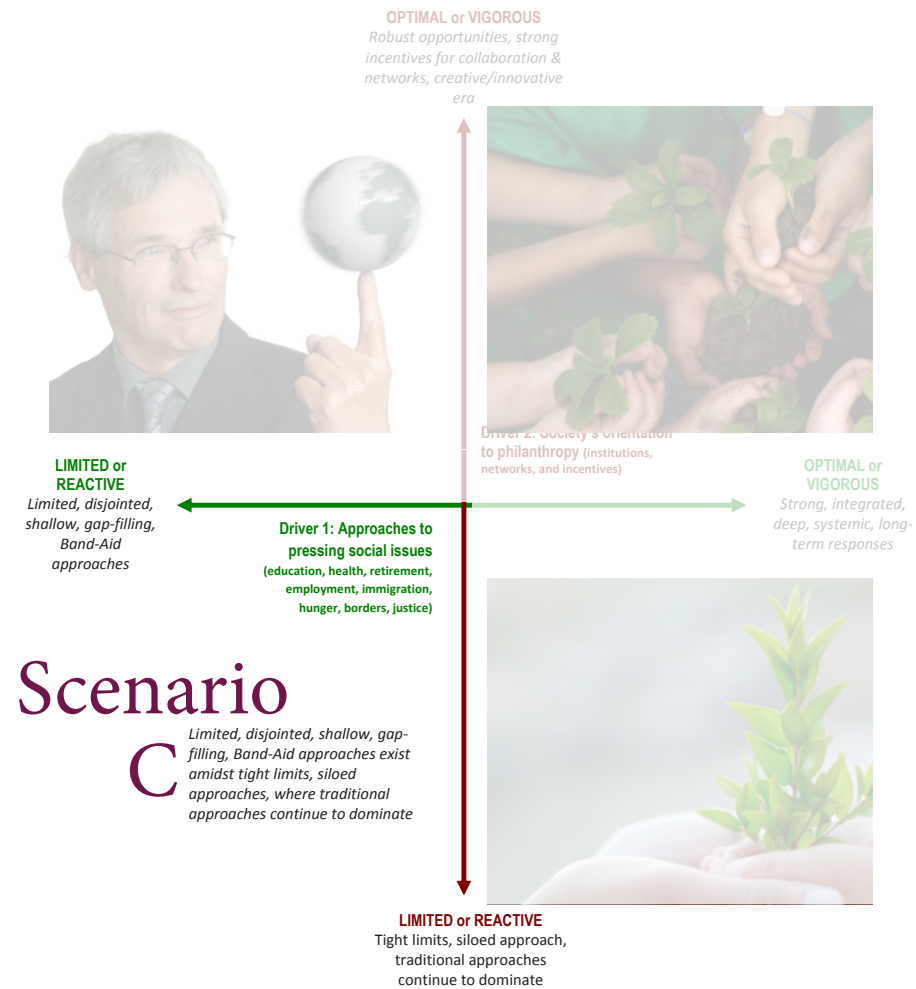 OPTIMAL or VIGOROUS
Robust opportunities, strong
incentives for collaboration &
networks, creative/innovative
era
Driver 2: Society's orientation
to philanthropy (institutions,
networks, and incentives)
LIMITED or
REACTIVE
Limited, disjointed,
shallow, gap-filling,
Band-Aid
approaches
OPTIMAL or
VIGOROUS
Strong, integrated,
deep, systemic, long-
term responses
Driver 1: Approaches to
pressing social issues
(education, health, retirement,
employment, immigration,
hunger, borders, justice)
Scenario
C
Limited, disjointed, shallow, gap-
filling, Band-Aid approaches exist
amidst tight limits, siloed
approaches, where traditional
approaches continue to dominate
LIMITED or REACTIVE
Tight limits, siloed approach,
traditional approaches
continue to dominate